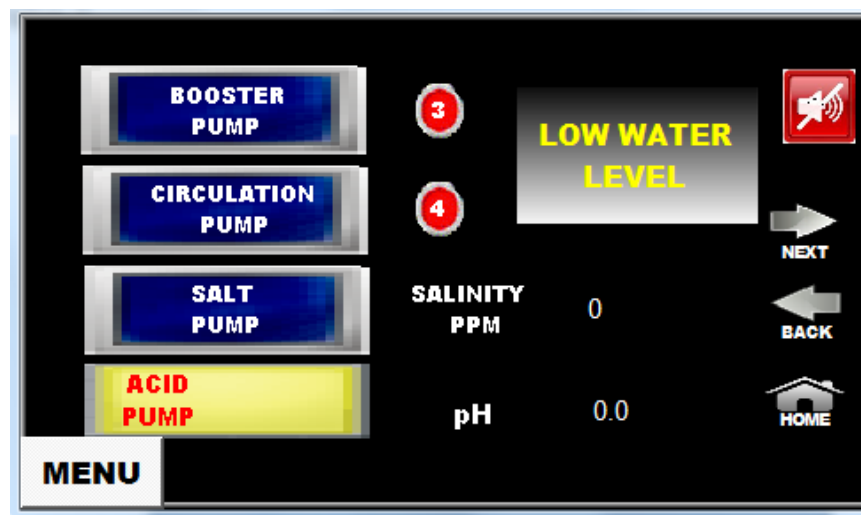 BOOSTER
PUMP
3
LOW WATER
LEVEL
CIRCULATION
PUMP
4
NEXT
SALT
PUMP
SALINITY
PPM
0
BACK
ACID
PUMP
pH
0.0
HOME
MENU